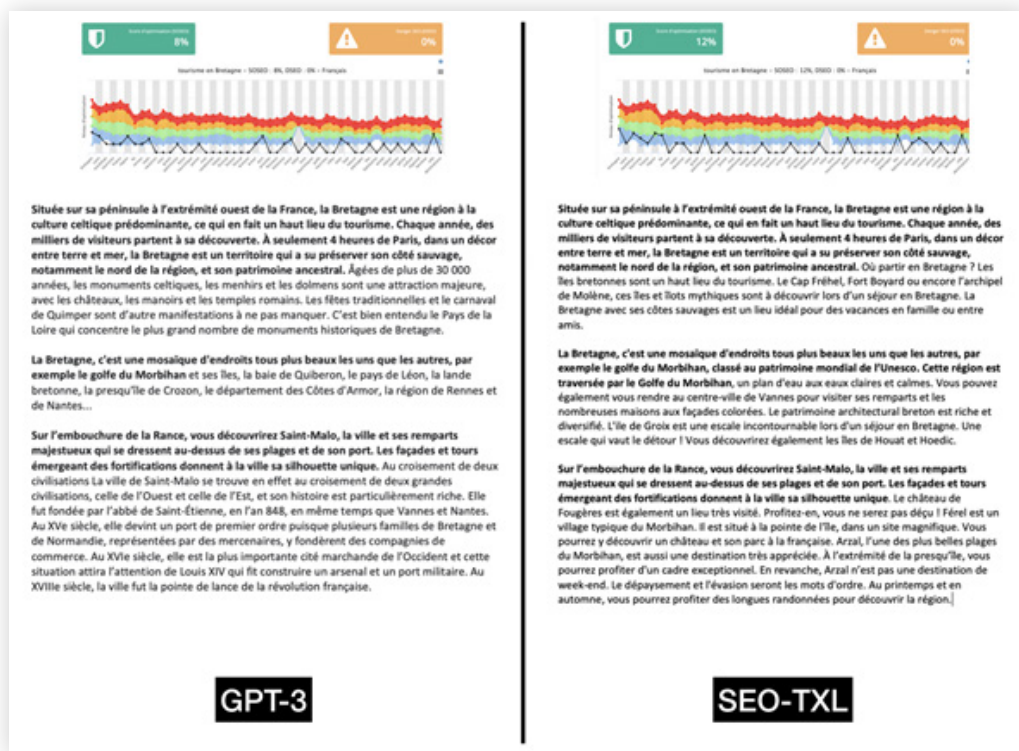 8%
0%
tourisme en Bretagne - SOSEO : 8%, DSEO : 0% - Français
Située sur sa péninsule à l'extrémité ouest de la France, la Bretagne est une région à la
culture celtique prédominante, ce qui en fait un haut lieu du tourisme. Chaque année, des
milliers de visiteurs partent à sa découverte. À seulement 4 heures de Paris, dans un décor
entre terre et mer, la Bretagne est un territoire qui a su préserver son côté sauvage,
notamment le nord de la région, et son patrimoine ancestral. Âgées de plus de 30 000
années, les monuments celtiques, les menhirs et les dolmens sont une attraction majeure,
avec les châteaux, les manoirs et les temples romains. Les fêtes traditionnelles et le carnaval
de Quimper sont d'autre manifestations à ne pas manquer. C'est bien entendu le Pays de la
Loire qui concentre le plus grand nombre de monuments historiques de Bretagne.
La Bretagne, c'est une mosaïque d'endroits tous plus beaux les uns que les autres, par
exemple le golfe du Morbihan et ses îles, la baie de Quiberon, le pays de Léon, la lande
bretonne, la presqu'île de Crozon, le département des Côtes d'Armor, la région de Rennes et
de Nantes...
Sur l'embouchure de la Rance, vous découvrirez Saint-Malo, la ville et ses remparts
majestueux qui se dressent au-dessus de ses plages et de son port. Les façades et tours
émergeant des fortifications donnent à la ville sa silhouette unique. Au croisement de deux
civilisations La ville de Saint-Malo se trouve en effet au croisement de deux grandes
civilisations, celle de l'Ouest et celle de l'Est, et son histoire est particulièrement riche. Elle
fut fondée par l'abbé de Saint-Étienne, en l'an 848, en même temps que Vannes et Nantes.
Au XVe siècle, elle devint un port de premier ordre puisque plusieurs familles de Bretagne et
de Normandie, représentées par des mercenaires, y fondèrent des compagnies de
commerce. Au XVIe siècle, elle est la plus importante cité marchande de l'Occident et cette
situation attira l'attention de Louis XIV qui fit construire un arsenal et un port militaire. Au
XVIIIe siècle, la ville fut la pointe de lance de la révolution française.
GPT-3
12%
0%
tourisme en Bretagne - SOSEO : 12%, DSEO : 0% - Français
Située sur sa péninsule à l'extrémité ouest de la France, la Bretagne est une région à la
culture celtique prédominante, ce qui en fait un haut lieu du tourisme. Chaque année, des
milliers de visiteurs partent à sa découverte. À seulement 4 heures de Paris, dans un décor
entre terre et mer, la Bretagne est un territoire qui a su préserver son côté sauvage,
notamment le nord de la région, et son patrimoine ancestral. Où partir en Bretagne ? Les
îles bretonnes sont un haut lieu du tourisme. Le Cap Fréhel, Fort Boyard ou encore l'archipel
de Molène, ces îles et îlots mythiques sont à découvrir lors d'un séjour en Bretagne. La
Bretagne avec ses côtes sauvages est un lieu idéal pour des vacances en famille ou entre
amis.
La Bretagne, c'est une mosaïque d'endroits tous plus beaux les uns que les autres, par
exemple le golfe du Morbihan, classé au patrimoine mondial de l'Unesco. Cette région est
traversée par le Golfe du Morbihan, un plan d'eau aux eaux claires et calmes. Vous pouvez
également vous rendre au centre-ville de Vannes pour visiter ses remparts et les
nombreuses maisons aux façades colorées. Le patrimoine architectural breton est riche et
diversifié. L'île de Groix est une escale incontournable lors d'un séjour en Bretagne. Une
escale qui vaut le détour ! Vous découvrirez également les îles de Houat et Hoedic.
Sur l'embouchure de la Rance, vous découvrirez Saint-Malo, la ville et ses remparts
majestueux qui se dressent au-dessus de ses plages et de son port. Les façades et tours
émergeant des fortifications donnent à la ville sa silhouette unique. Le château de
Fougères est également un lieu très visité. Profitez-en, vous ne serez pas déçu ! Férel est un
village typique du Morbihan. Il est situé à la pointe de l'île, dans un site magnifique. Vous
pourrez y découvrir un château et son parc à la française. Arzal, l'une des plus belles plages
du Morbihan, est aussi une destination très appréciée. À l'extrémité de la presqu'île, vous
pourrez profiter d'un cadre exceptionnel. En revanche, Arzal n'est pas une destination de
week-end. Le dépaysement et l'évasion seront les mots d'ordre. Au printemps et en
automne, vous pourrez profiter des longues randonnées pour découvrir la région.
SEO-TXL